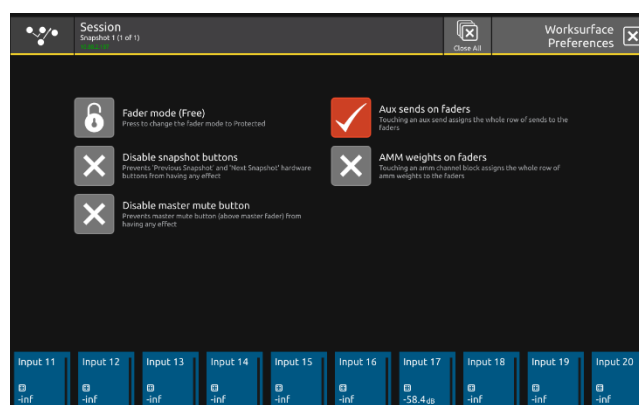 Session
Snapshot 1 (1 of 1)
Close All
Worksurface
Preferences
Fader mode (Free)
Press to change the fader mode to Protected
Aux sends on faders
Touching an aux send assigns the whole row of sends to the
faders
Disable snapshot buttons
Prevents 'Previous Snapshot' and 'Next Snapshot' hardware
buttons from having any effect
AMM weights on faders
Touching an amm channel block assigns the whole row of
amm weights to the faders
Disable master mute button
Prevents master mute button (above master fader) from
having any effect
Input 11 Input 12 Input 13 Input 14 Input 15 Input 16 Input 17 Input 18 Input 19 Input 20
-inf -inf -inf -inf -inf -inf -58.4dB -inf -inf -inf